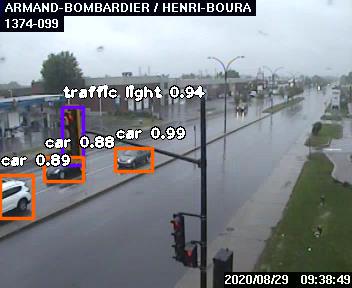 ARMAND-BOMBARDIER / HENRI-BOURA
1374-099
traffic light 0.94
car 0.88
car 0.99
car 0.89
2020/08/29 09:38:49